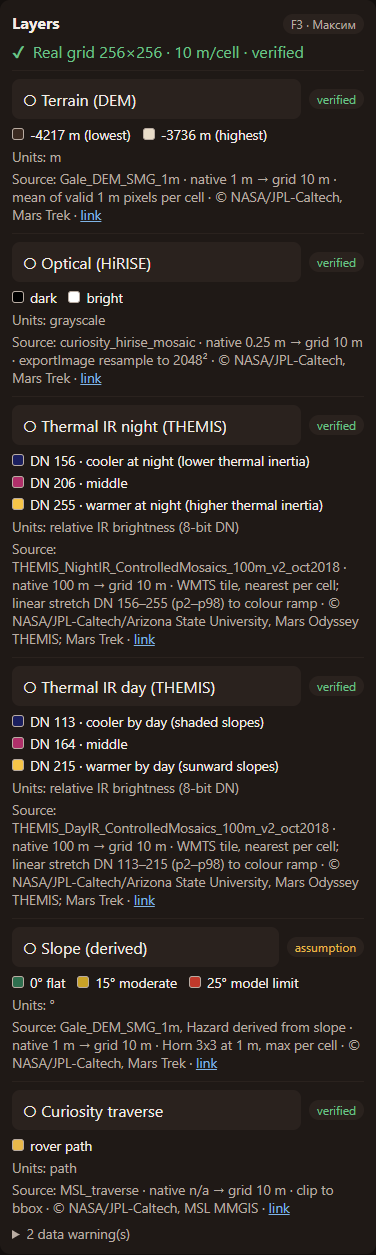 Layers F3 · Максим
✓ Real grid 256×256 · 10 m/cell · verified
Terrain (DEM) verified
-4217 m (lowest) -3736 m (highest)
Units: m
Source: Gale_DEM_SMG_1m · native 1 m → grid 10 m ·
mean of valid 1 m pixels per cell · © NASA/JPL-Caltech,
Mars Trek · link
Optical (HiRISE) verified
dark bright
Units: grayscale
Source: curiosity_hirise_mosaic · native 0.25 m → grid 10 m
· exportImage resample to 2048² · © NASA/JPL-Caltech,
Mars Trek · link
Thermal IR night (THEMIS) verified
DN 156 · cooler at night (lower thermal inertia)
DN 206 · middle
DN 255 · warmer at night (higher thermal inertia)
Units: relative IR brightness (8-bit DN)
Source:
THEMIS_NightIR_ControlledMosaics_100m_v2_oct2018 ·
native 100 m → grid 10 m · WMTS tile, nearest per cell;
linear stretch DN 156–255 (p2–p98) to colour ramp · ©
NASA/JPL-Caltech/Arizona State University, Mars Odyssey
THEMIS; Mars Trek · link
Thermal IR day (THEMIS) verified
DN 113 · cooler by day (shaded slopes)
DN 164 · middle
DN 215 · warmer by day (sunward slopes)
Units: relative IR brightness (8-bit DN)
Source:
THEMIS_DayIR_ControlledMosaics_100m_v2_oct2018 ·
native 100 m → grid 10 m · WMTS tile, nearest per cell;
linear stretch DN 113–215 (p2–p98) to colour ramp · ©
NASA/JPL-Caltech/Arizona State University, Mars Odyssey
THEMIS; Mars Trek · link
Slope (derived) assumption
0° flat 15° moderate 25° model limit
Units: °
Source: Gale_DEM_SMG_1m, Hazard derived from slope ·
native 1 m → grid 10 m · Horn 3x3 at 1 m, max per cell · ©
NASA/JPL-Caltech, Mars Trek · link
Curiosity traverse verified
rover path
Units: path
Source: MSL_traverse · native n/a → grid 10 m · clip to
bbox · © NASA/JPL-Caltech, MSL MMGIS · link
▶ 2 data warning(s)